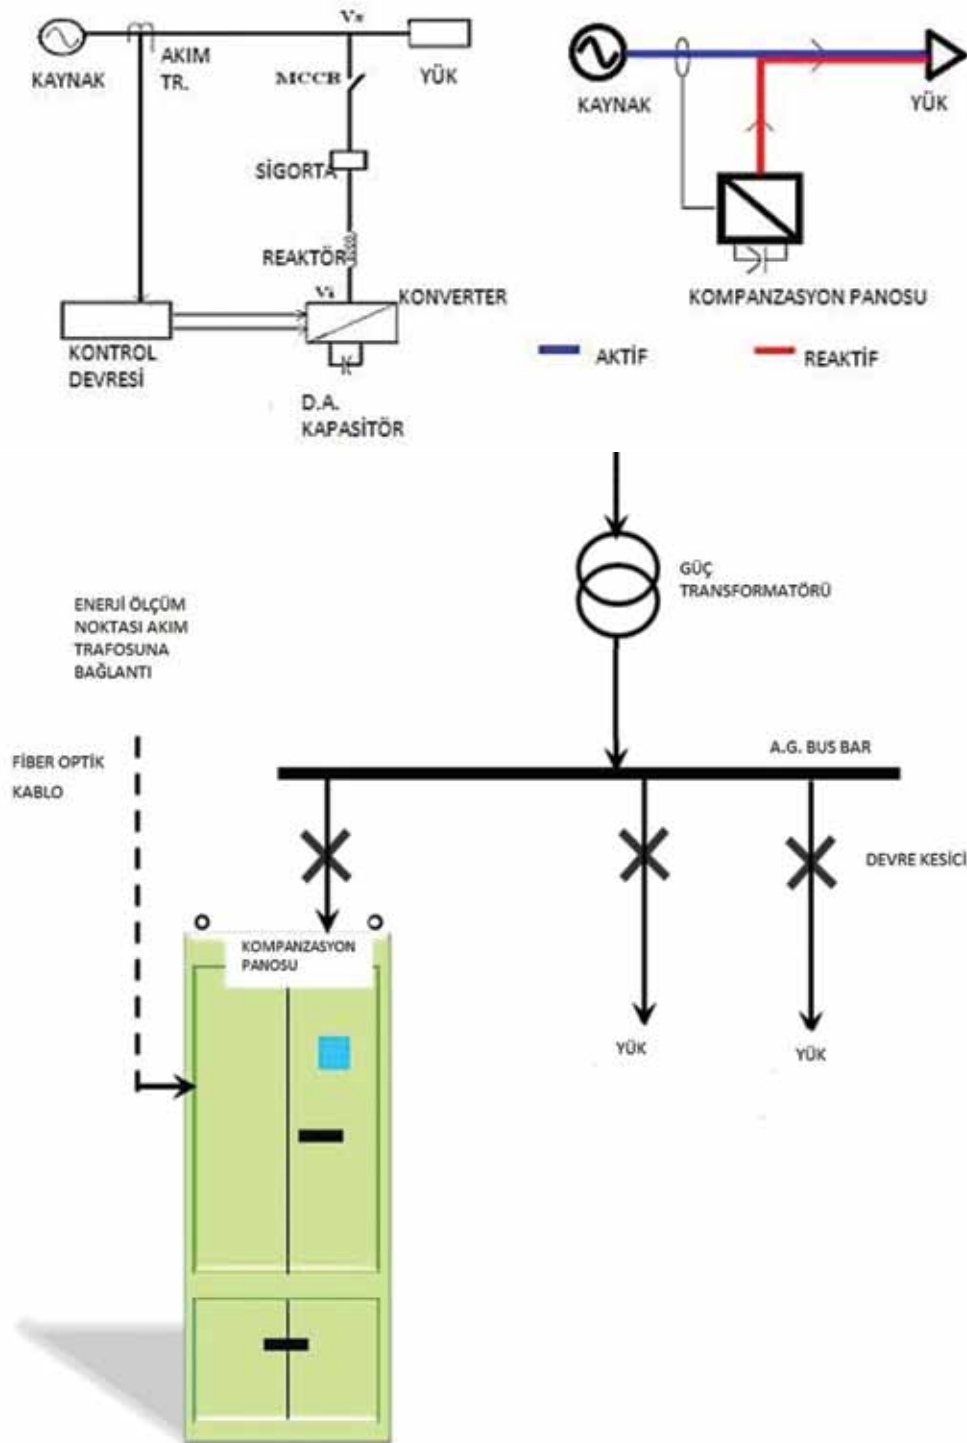 Vs
KAYNAK
AKIM
TR.
MCCB
YÜK
SİGORTA
REAKTÖR
Vi
KONVERTER
KONTROL
DEVRESİ
D.A.
KAPASİTÖR
KAYNAK
YÜK
KOMPANZASYON PANOSU
AKTİF
REAKTİF
GÜÇ
TRANSFORMATÖRÜ
ENERJİ ÖLÇÜM
NOKTASI AKIM
TRAFOSUNA
BAĞLANTI
FİBER OPTİK
KABLO
A.G. BUS BAR
DEVRE KESİCİ
KOMPANZASYON
PANOSU
YÜK
YÜK